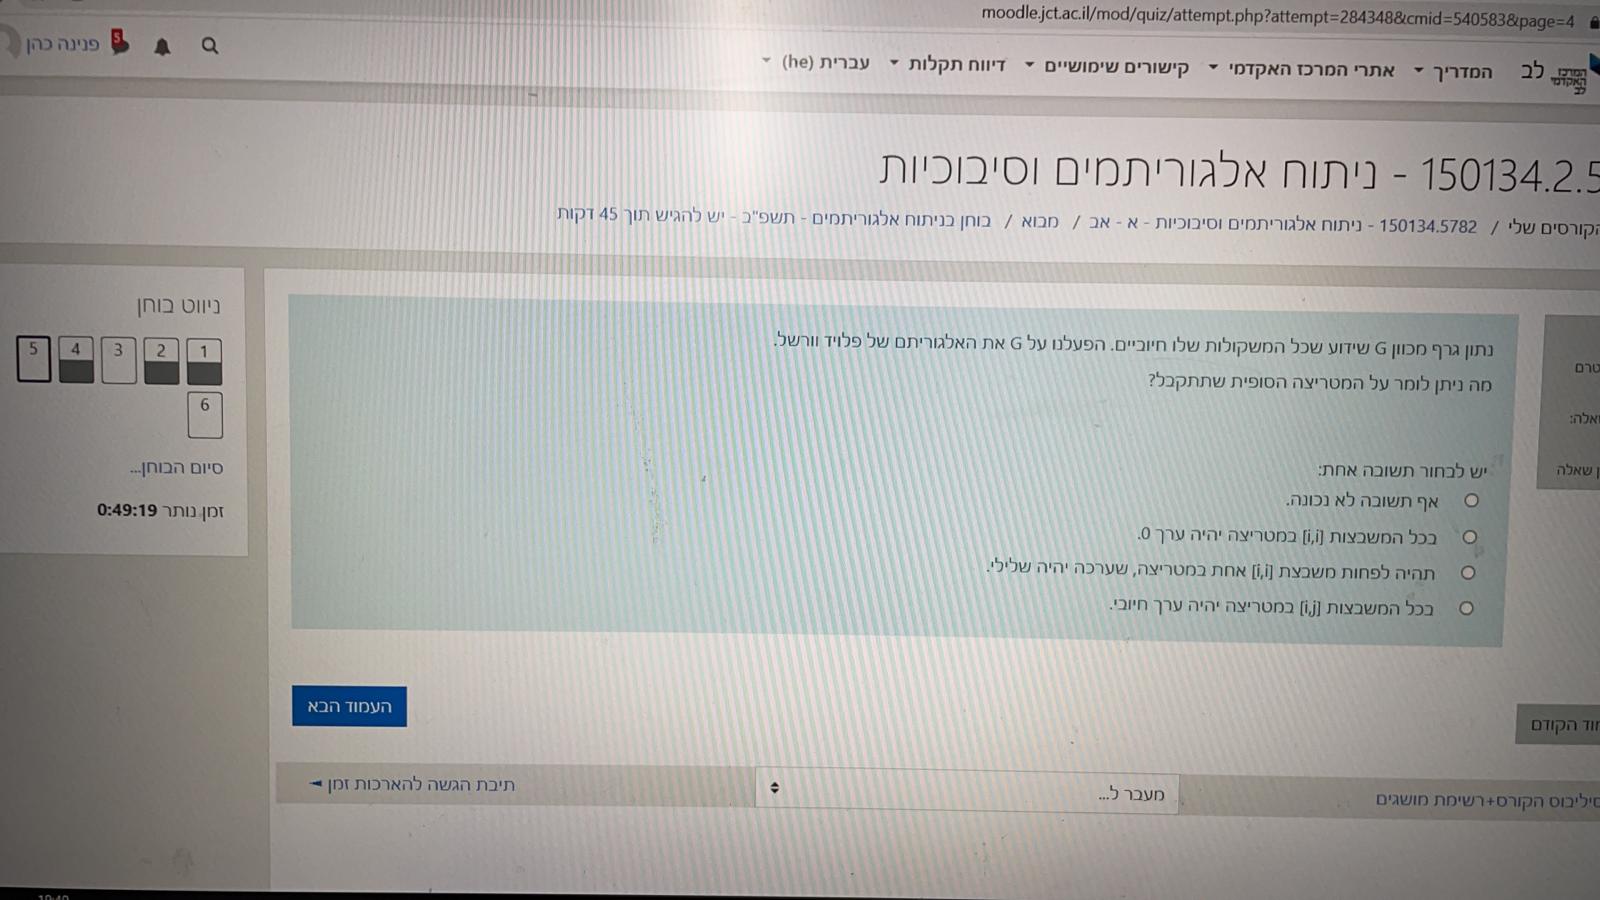 moodle.jct.ac.il/mod/quiz/attempt.php?attempt=284348&cmid=540583&page=4
המרכז האקדמי לב
לב המדריך אתרי המרכז האקדמי קישורים שימושיים דיווח תקלות עברית (he)
5 פנינה כהן
150134.2.5 - ניתוח אלגוריתמים וסיבוכיות
הקורסים שלי / 150134.5782 - ניתוח אלגוריתמים וסיבוכיות - א - אב / מבוא / בוחן בניתוח אלגוריתמים - תשפ"ב - יש להגיש תוך 45 דקות
נתון גרף מכוון G שידוע שכל המשקולות שלו חיוביים. הפעלנו על G את האלגוריתם של פלויד וורשל.
מה ניתן לומר על המטריצה הסופית שתתקבל?
יש לבחור תשובה אחת:
אף תשובה לא נכונה.
בכל המשבצות [i,i] במטריצה יהיה ערך 0.
תהיה לפחות משבצת [i,i] אחת במטריצה, שערכה יהיה שלילי.
בכל המשבצות [i,j] במטריצה יהיה ערך חיובי.
ניווט בוחן
1 2 3 4 5
6
סיום הבוחן...
זמן נותר 0:49:19
הקודם
העמוד הבא
הקורס+רשימת מושגים
מעבר ל...
תיבת הגשה להארכות זמן ◄